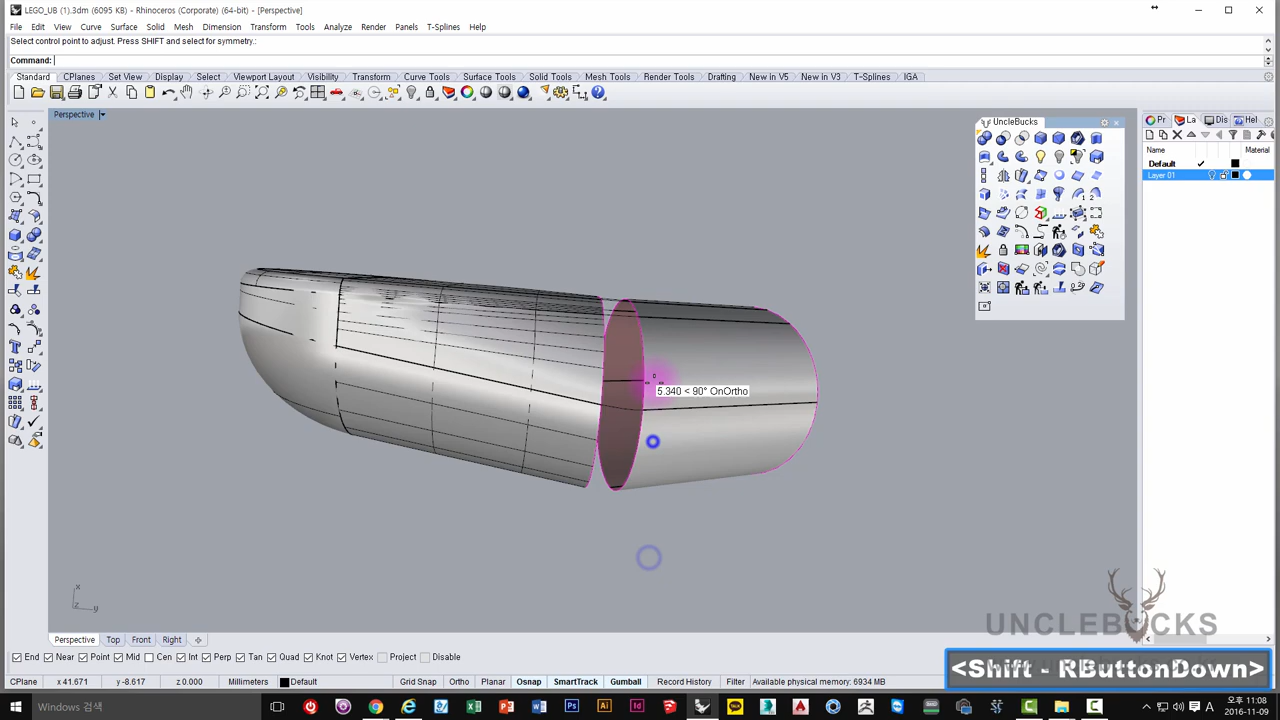 LEGO_UB (1).3dm (6095 KB) - Rhinoceros (Corporate) (64-bit) - [Perspective]
File Edit View Curve Surface Solid Mesh Dimension Transform Tools Analyze Render Panels T-Splines Help
Select control point to adjust. Press SHIFT and select for symmetry.:
Command:
Standard CPlanes Set View Display Select Viewport Layout Visibility Transform Curve Tools Surface Tools Solid Tools Mesh Tools Render Tools Drafting New in V5 New in V3 T-Splines IGA
Perspective
UncleBucks
Pr La Dis Hel
Name Material
Default
Layer 01
5.340 < 90° OnOrtho
x
z y
UNCLEBUCKS
Perspective Top Front Right
End Near Point Mid Cen Int Perp Tan Quad Knot Vertex Project Disable
<Shift - RButtonDown>
CPlane x 41.671 y -8.617 z 0.000 Millimeters Default Grid Snap Ortho Planar Osnap SmartTrack Gumball Record History Filter Available physical memory: 6934 MB
Windows 검색
A
오후 11:08
2016-11-09